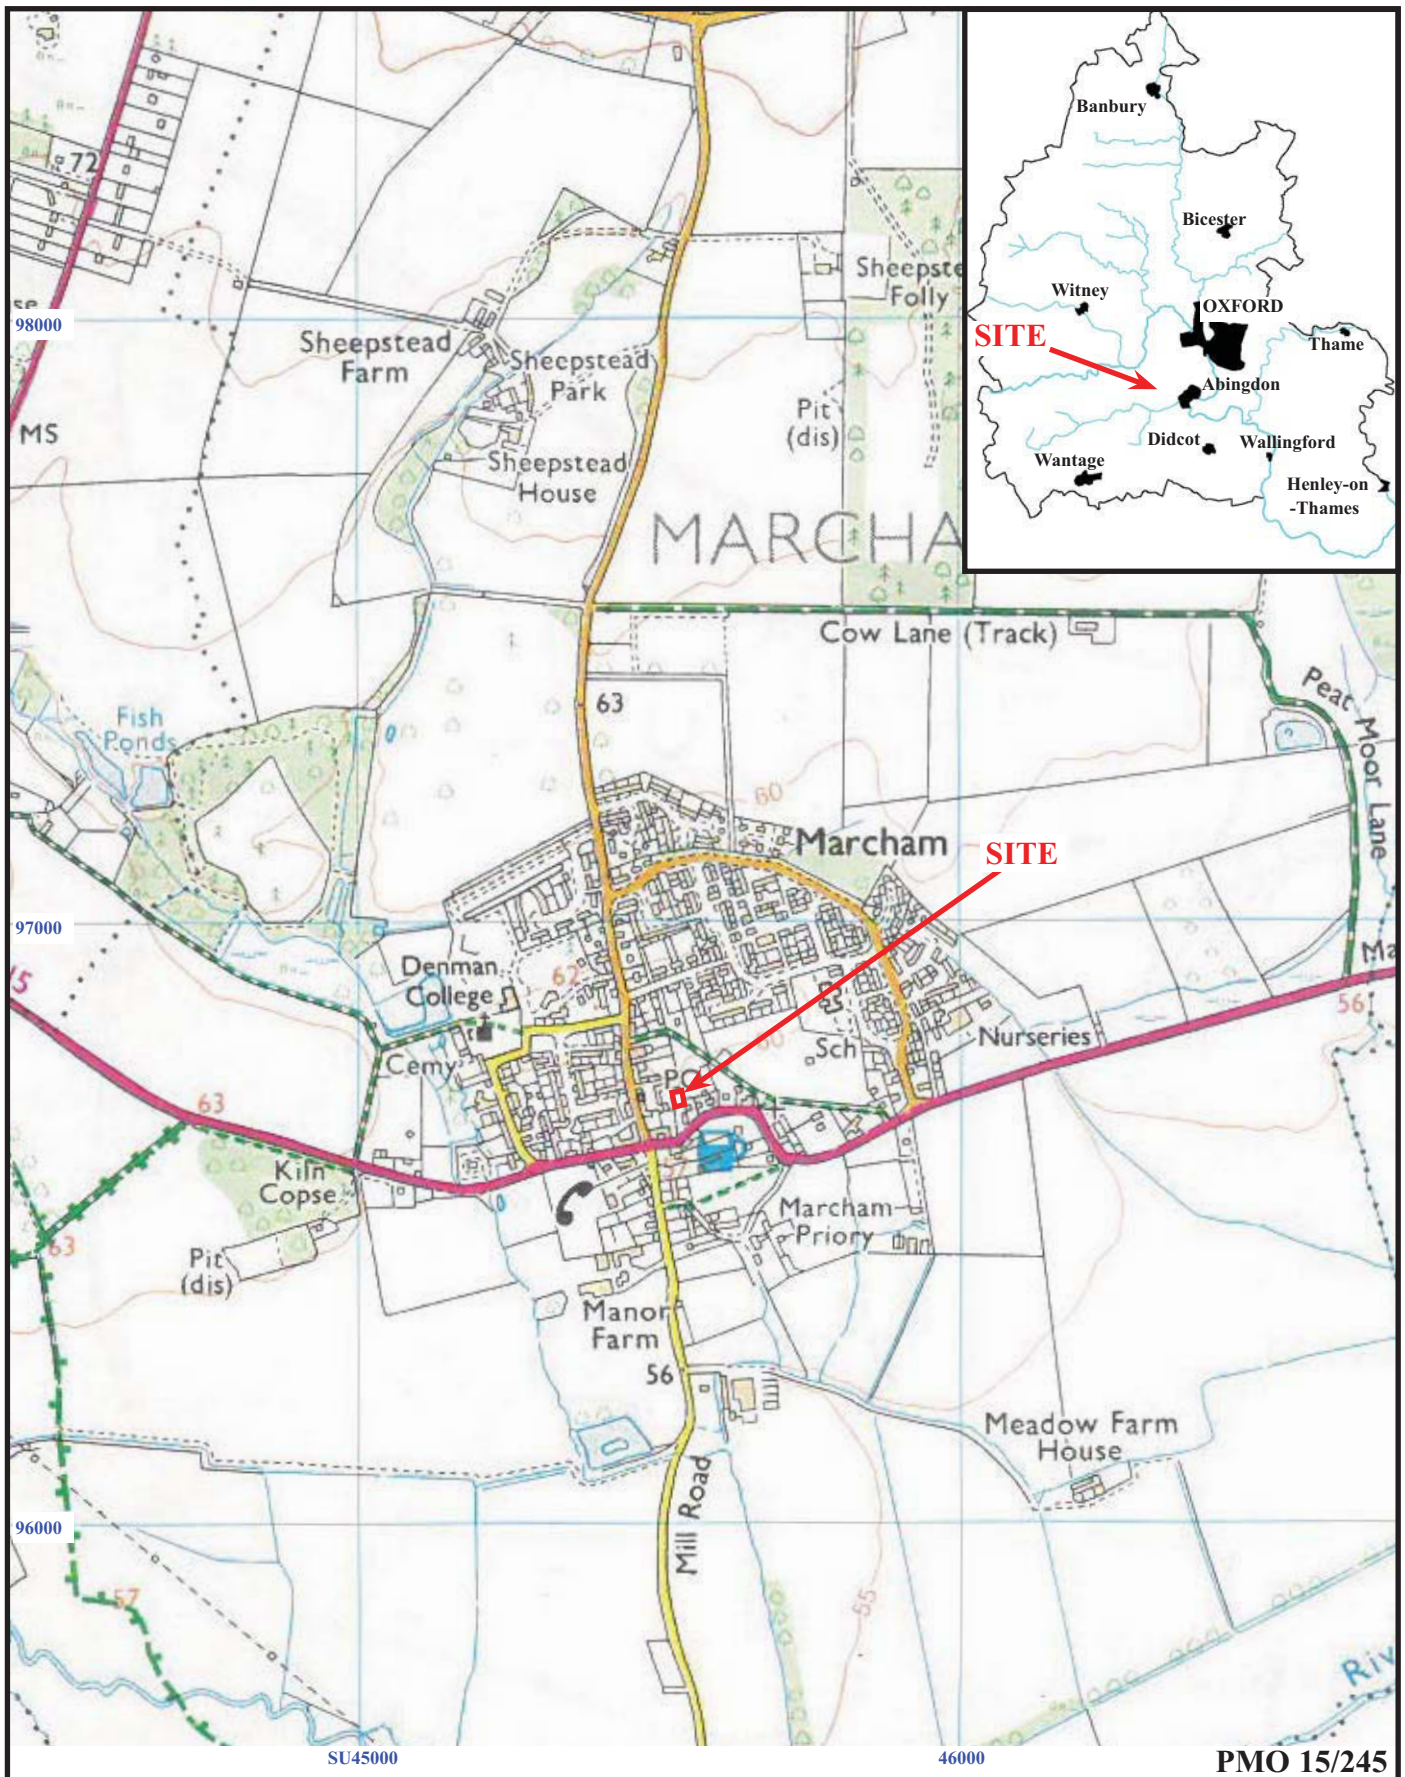 Banbury
Bicester
Witney
OXFORD
SITE
Thame
Abingdon
Didcot
Wallingford
Wantage
Henley-on
-Thames
72
Sheepste
Folly
se
98000
Sheepstead
Farm
Sheepstead
Park
Pit
(dis)
MS
Sheepstead
House
MARCHA
Cow Lane (Track)
63
Peat Moor Lane
Fish
Ponds
60
Marcham
SITE
97000
Ma
Denman
College
62
15
56
60
Sch
Nurseries
Cemy
PO
63
57
Kiln
Copse
Marcham
Priory
63
Pit
(dis)
Manor
Farm
56
Meadow Farm
House
Mill Road
96000
57
55
Riv
SU45000
46000
PMO 15/245